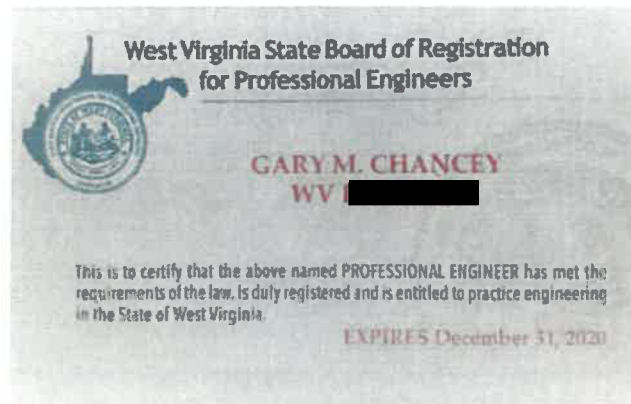 West Virginia State Board of Registration
for Professional Engineers
GARY M. CHANCEY
WV
This is to certify that the above named PROFESSIONAL ENGINEER has met the
requirements of the law, is duly registered and is entitled to practice engineering
in the State of West Virginia.
EXPIRES December 31, 2020